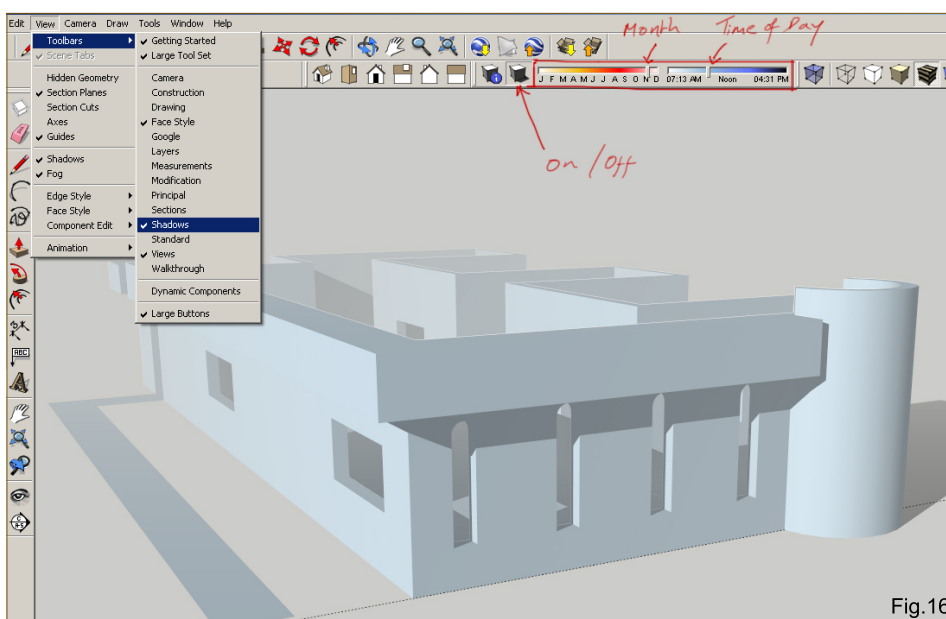 Edit View Camera Draw Tools Window Help
Month Time of Day
Toolbars
Scene Tabs
Hidden Geometry
Section Planes
Section Cuts
Axes
Guides
Shadows
Fog
Edge Style
Face Style
Component Edit
Animation
Getting Started
Large Tool Set
Camera
Construction
Drawing
Face Style
Google
Layers
Measurements
Modification
Principal
Sections
Shadows
Standard
Views
Walkthrough
Dynamic Components
Large Buttons
J F M A M J J A S O N D 07:13 AM Noon 04:31 PM
On / Off
ABC
A
Fig.16